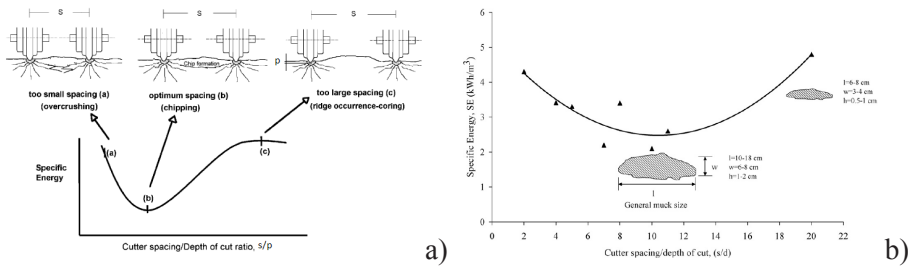 S
S
S
Chip formation
p
too small spacing (a)
(overcrushing)
optimum spacing (b)
(chipping)
too large spacing (c)
(ridge occurrence-coring)
Specific
Energy
(a)
(b)
(c)
Cutter spacing/Depth of cut ratio, s/p
a)
Specific Energy, SE (kWh/m³)
6
5
4
3
2
1
0
l=6-8 cm
w=3-4 cm
h=0.5-1 cm
w
l=10-18 cm
w=6-8 cm
h=1-2 cm
l
General muck size
0 2 4 6 8 10 12 14 16 18 20 22
Cutter spacing/depth of cut, (s/d)
b)